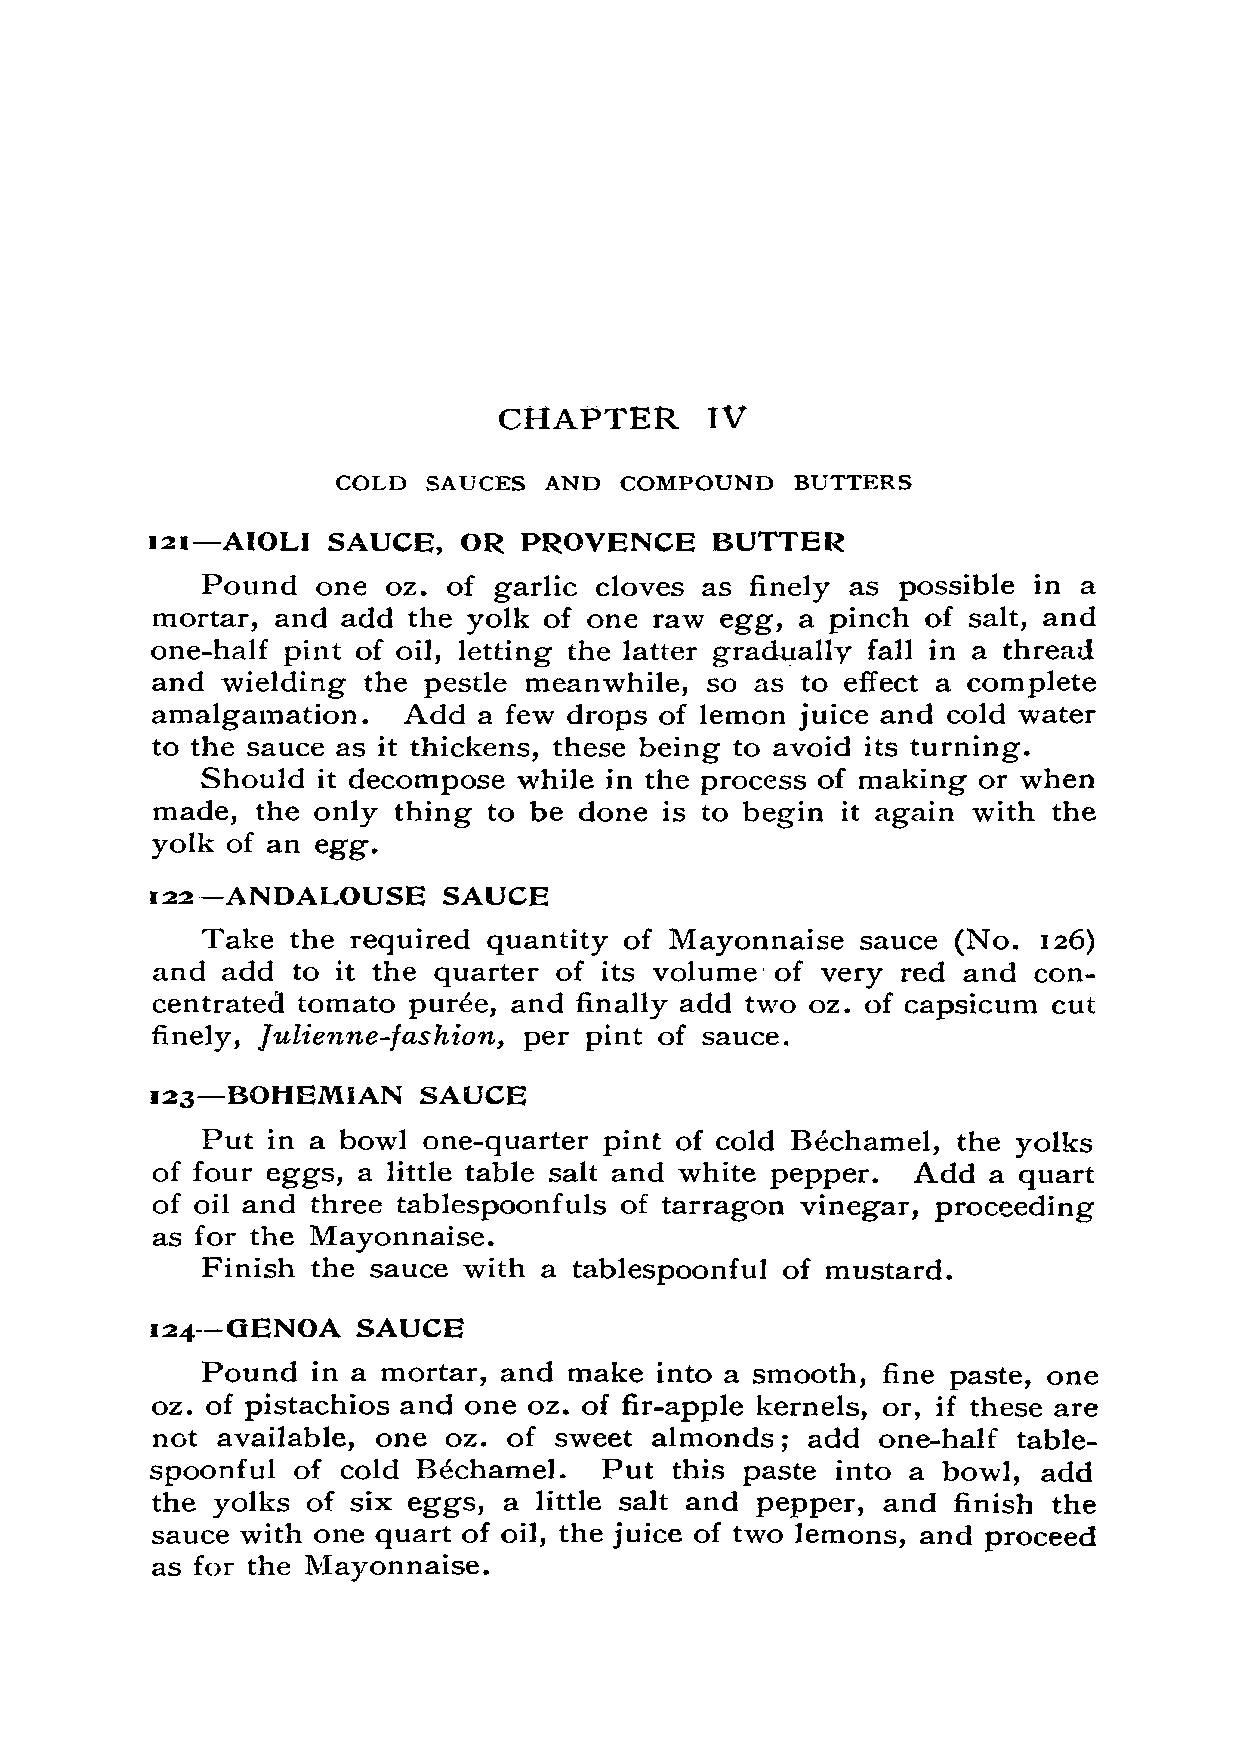 CHAPTER IV
COLD SAUCES AND COMPOUND BUTTERS
121—AIOLI SAUCE, OR PROVENCE BUTTER
Pound one oz. of garlic cloves as finely as possible in a
mortar, and add the yolk of one raw egg, a pinch of salt, and
one-half pint of oil, letting the latter gradually fall in a thread
and wielding the pestle meanwhile, so as to effect a complete
amalgamation. Add a few drops of lemon juice and cold water
to the sauce as it thickens, these being to avoid its turning.
Should it decompose while in the process of making or when
made, the only thing to be done is to begin it again with the
yolk of an egg.
122—ANDALOUSE SAUCE
Take the required quantity of Mayonnaise sauce (No. 126)
and add to it the quarter of its volume of very red and con-
centrated tomato purée, and finally add two oz. of capsicum cut
finely, Julienne-fashion, per pint of sauce.
123—BOHEMIAN SAUCE
Put in a bowl one-quarter pint of cold Béchamel, the yolks
of four eggs, a little table salt and white pepper. Add a quart
of oil and three tablespoonfuls of tarragon vinegar, proceeding
as for the Mayonnaise.
Finish the sauce with a tablespoonful of mustard.
124—GENOA SAUCE
Pound in a mortar, and make into a smooth, fine paste, one
oz. of pistachios and one oz. of fir-apple kernels, or, if these are
not available, one oz. of sweet almonds; add one-half table-
spoonful of cold Béchamel. Put this paste into a bowl, add
the yolks of six eggs, a little salt and pepper, and finish the
sauce with one quart of oil, the juice of two lemons, and proceed
as for the Mayonnaise.